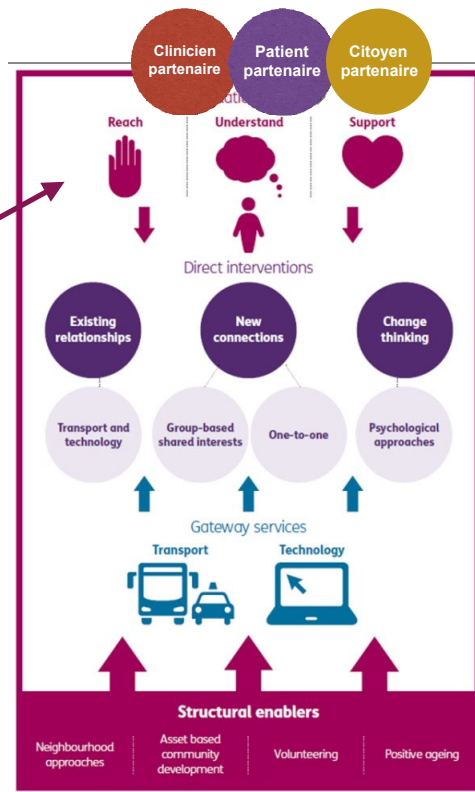 Clinicien
partenaire
Patient
partenaire
Citoyen
partenaire
Reach
Understand
Support
Direct interventions
Existing
relationships
New
connections
Change
thinking
Transport and
technology
Group-based
shared interests
One-to-one
Psychological
approaches
Gateway services
Transport
Technology
Structural enablers
Neighbourhood
approaches
Asset based
community
development
Volunteering
Positive ageing